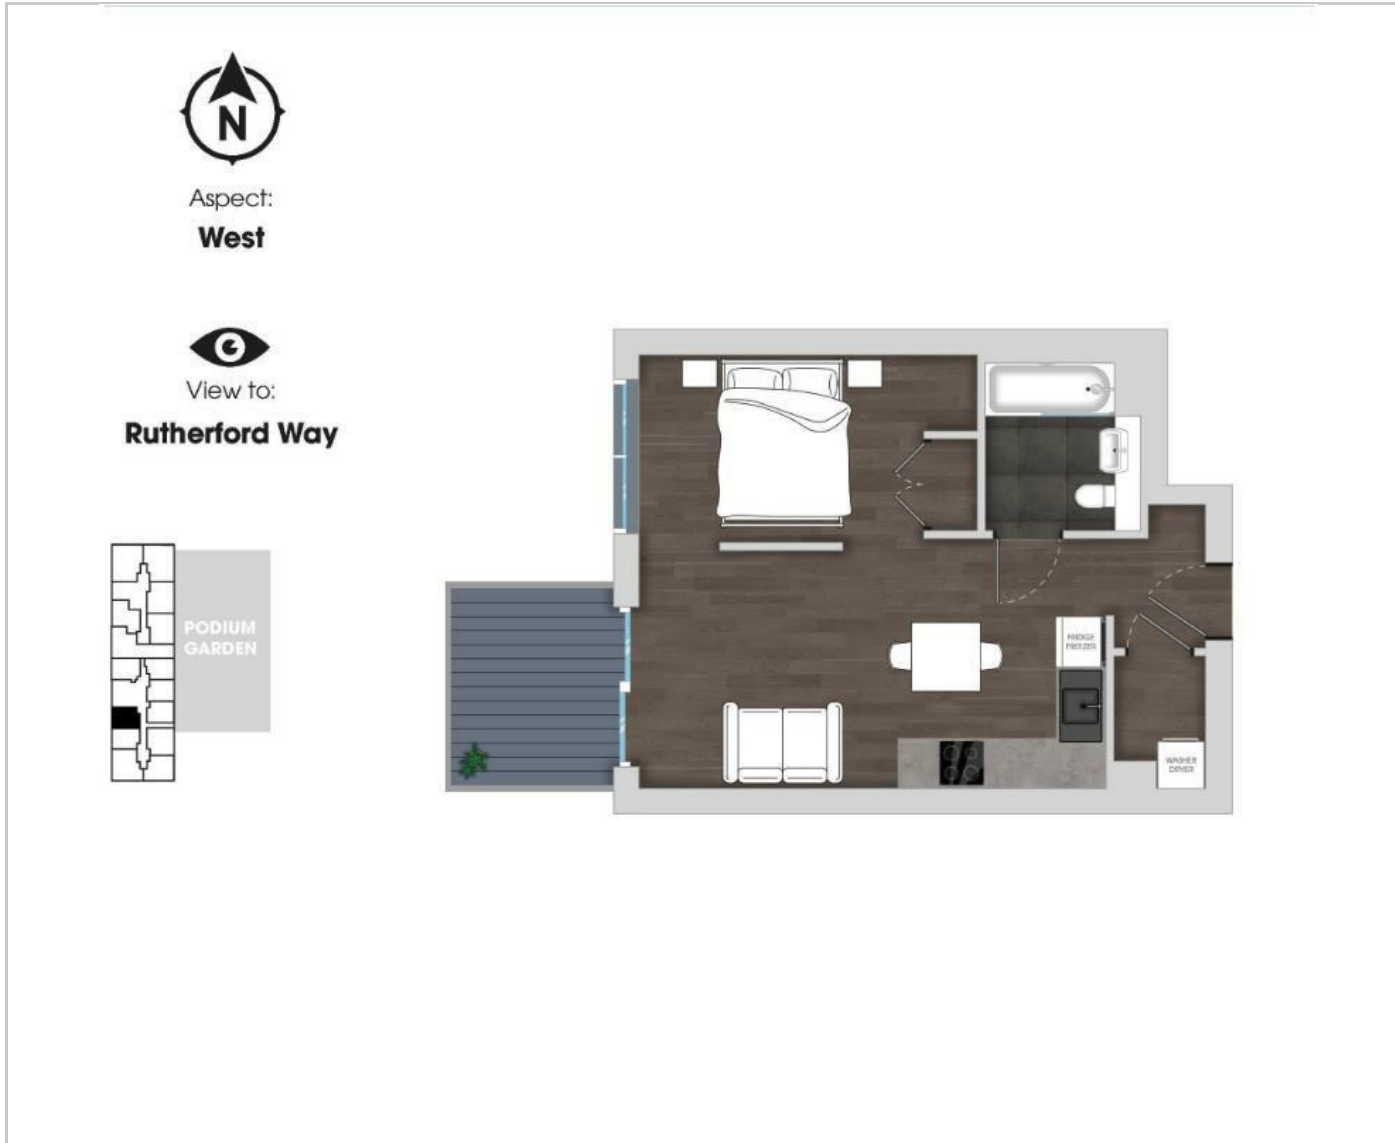 N
Aspect:
West
View to:
Rutherford Way
PODIUM
GARDEN
FRIDGE
FREEZER
WASHER
DRYER